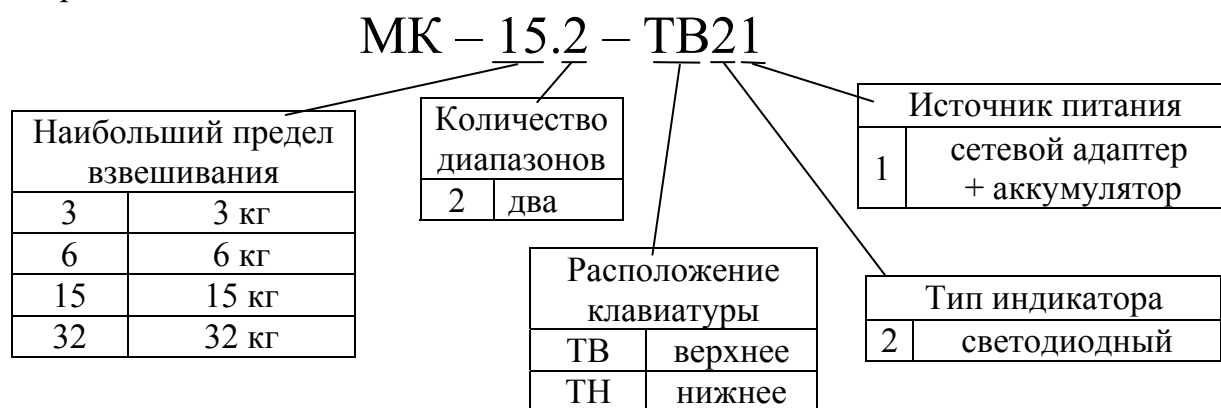 МК – 15.2 – ТВ21
Наибольший предел
взвешивания
3 3 кг
6 6 кг
15 15 кг
32 32 кг
Количество
диапазонов
2 два
Расположение
клавиатуры
ТВ верхнее
ТН нижнее
Источник питания
1 сетевой адаптер
+ аккумулятор
Тип индикатора
2 светодиодный